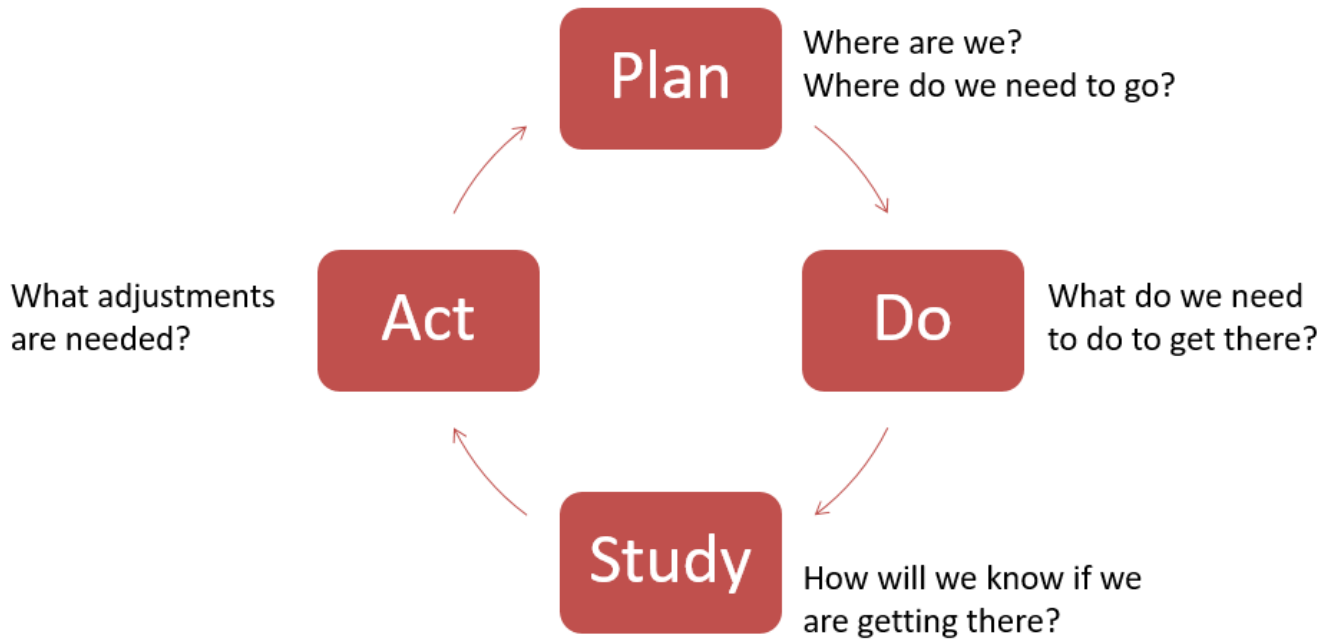 Plan
Where are we?
Where do we need to go?
Do
What do we need
to do to get there?
Study
How will we know if we
are getting there?
Act
What adjustments
are needed?